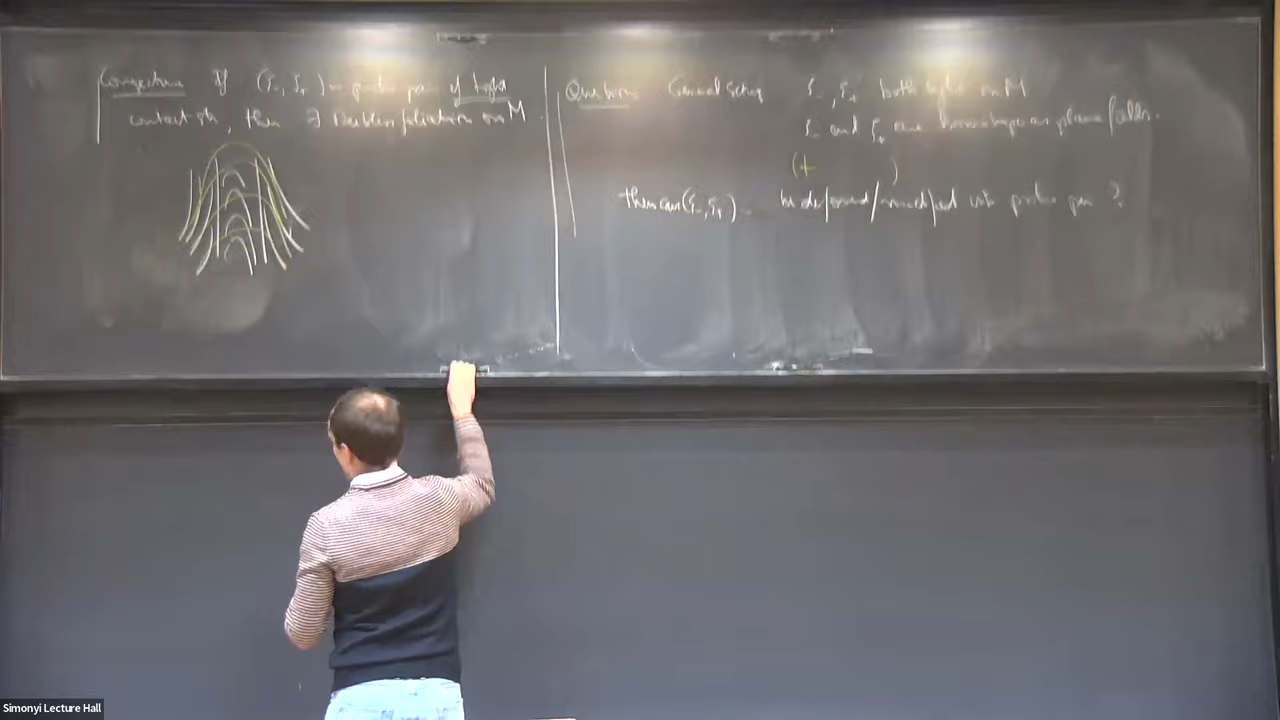 Conjecture If (ξ₋, ξ₊) = positive pair of tight
contact str, then ∃ Reebless foliation on M
Question General setup ξ₋, ξ₊ both tight on M
ξ₋ and ξ₊ are homotopic as plane fields.
(+ )
then can (ξ₋, ξ₊) be deformed/modified into positive pair ?
Simonyi Lecture Hall